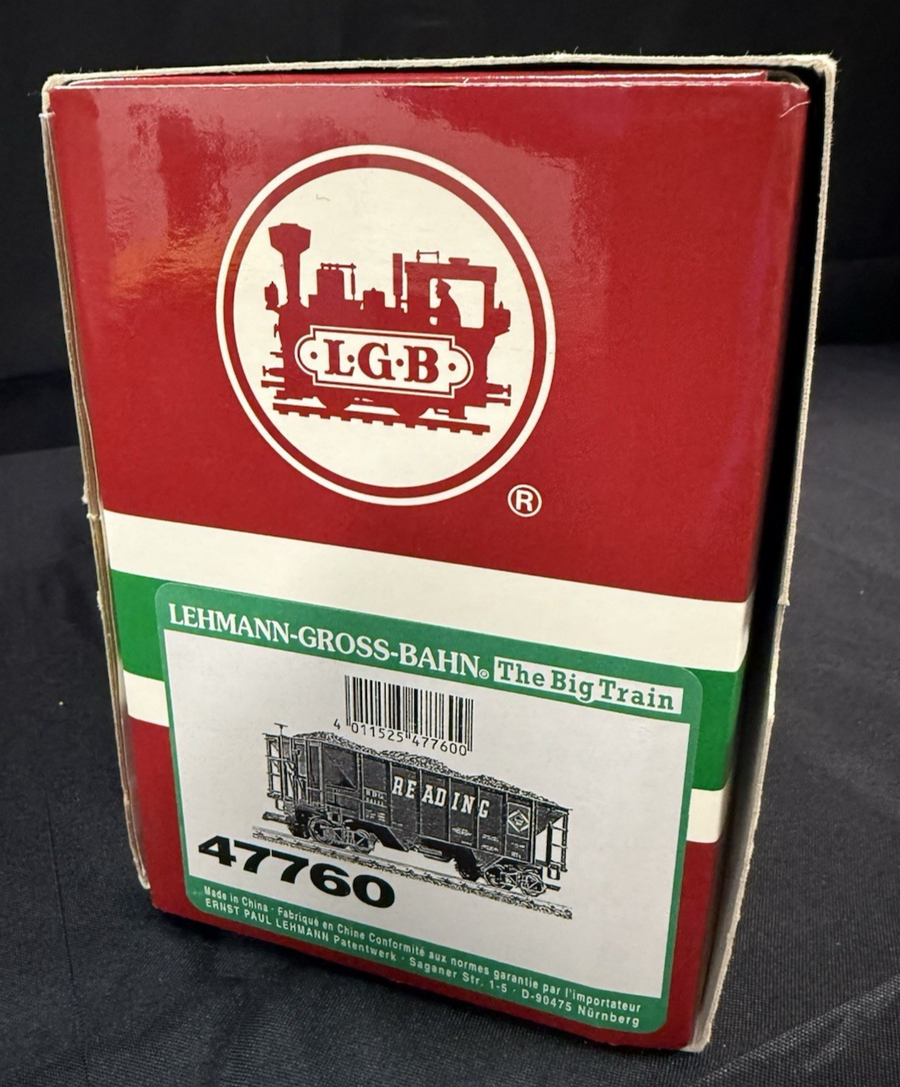 L·G·B
®
LEHMANN-GROSS-BAHN® The Big Train
4 011525 477600
READING
47760
Made in China · Fabriqué en Chine Conformité aux normes garantie par l'importateur
ERNST PAUL LEHMANN Patentwerk · Saganer Str. 1-5 · D-90475 Nürnberg